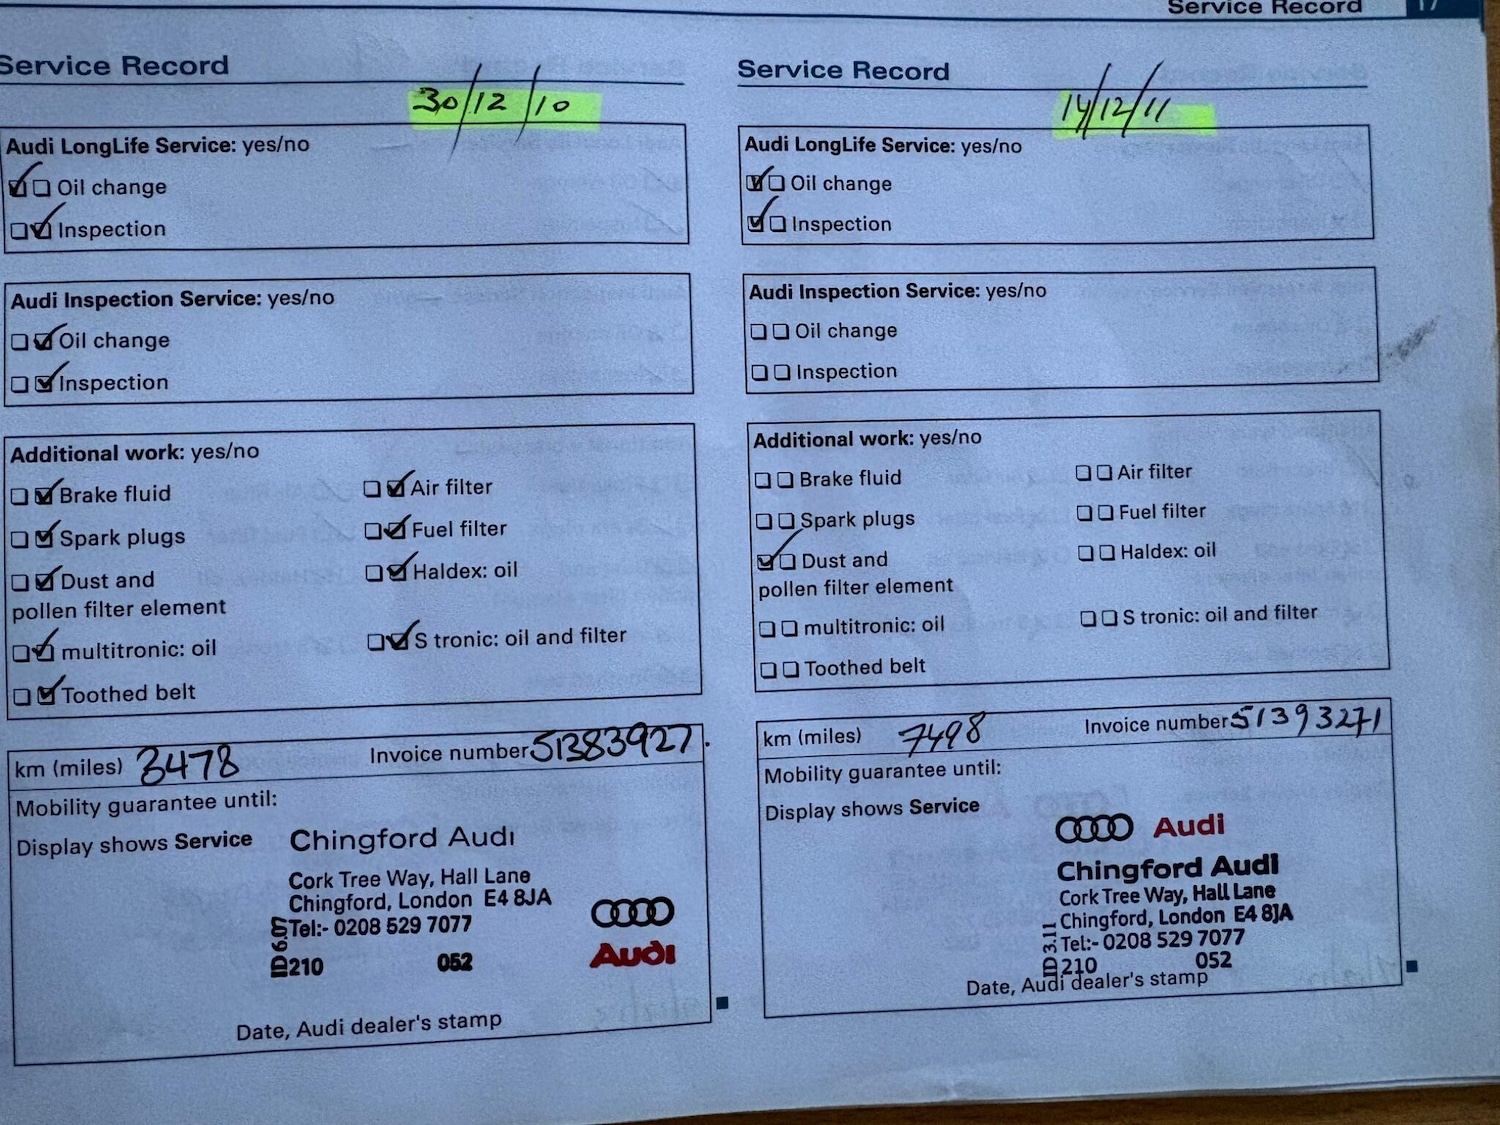 Service Record 17
Service Record
30/12/10
Audi LongLife Service: yes/no
Oil change
Inspection
Audi Inspection Service: yes/no
Oil change
Inspection
Additional work: yes/no
Brake fluid Air filter
Spark plugs Fuel filter
Dust and Haldex: oil
pollen filter element
multitronic: oil S tronic: oil and filter
Toothed belt
km (miles) 3478 Invoice number 51383927.
Mobility guarantee until:
Display shows Service
Chingford Audi
Cork Tree Way, Hall Lane
Chingford, London E4 8JA
Tel:- 0208 529 7077
210 052
Audi
Date, Audi dealer's stamp
Service Record
14/12/11
Audi LongLife Service: yes/no
Oil change
Inspection
Audi Inspection Service: yes/no
Oil change
Inspection
Additional work: yes/no
Brake fluid Air filter
Spark plugs Fuel filter
Dust and Haldex: oil
pollen filter element
multitronic: oil S tronic: oil and filter
Toothed belt
km (miles) 7498 Invoice number 51393271
Mobility guarantee until:
Display shows Service
Audi
Chingford Audi
Cork Tree Way, Hall Lane
Chingford, London E4 8JA
Tel:- 0208 529 7077
ID 3.11
210 052
Date, Audi dealer's stamp